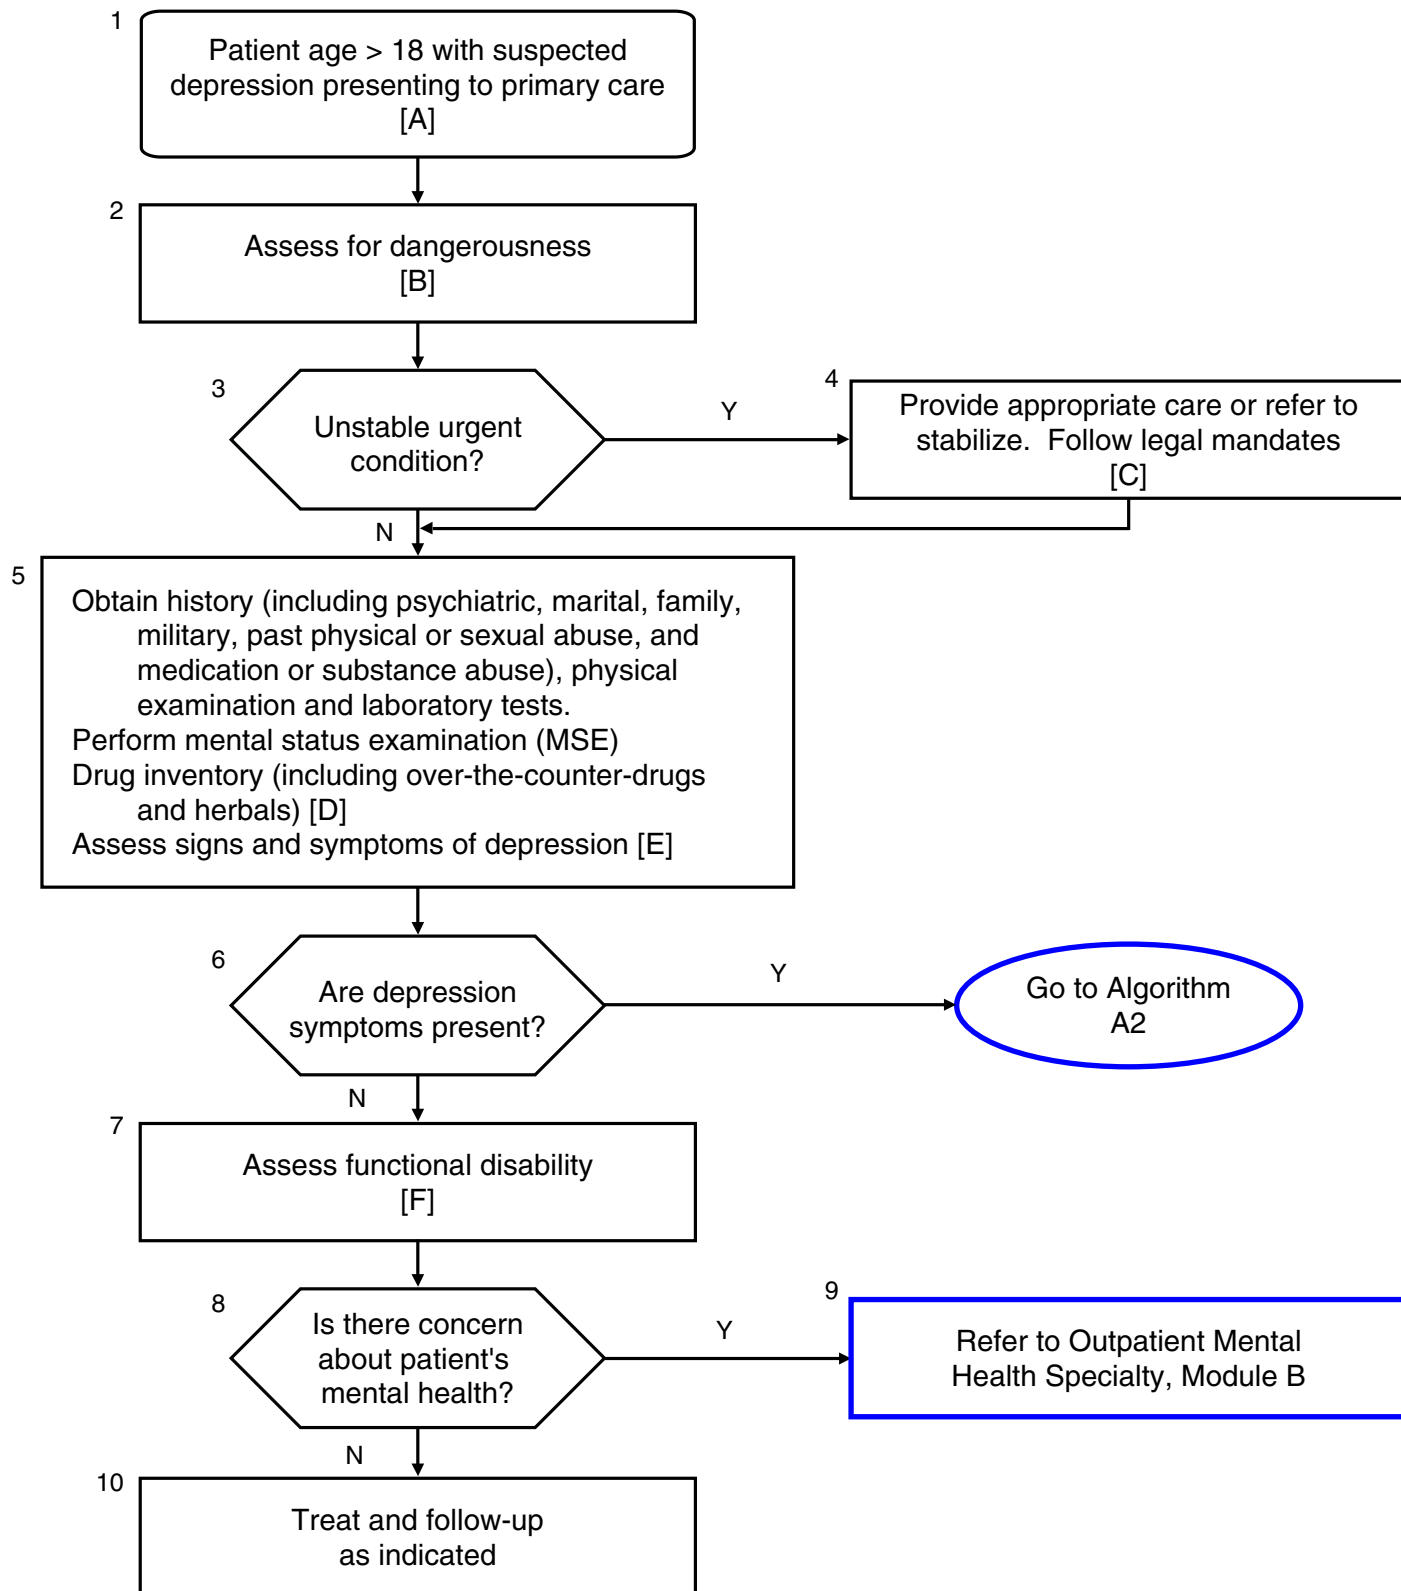 1
Patient age > 18 with suspected
depression presenting to primary care
[A]
2
Assess for dangerousness
[B]
3
Unstable urgent
condition?
Y
4
Provide appropriate care or refer to
stabilize.  Follow legal mandates
[C]
N
5
Obtain history (including psychiatric, marital, family,
military, past physical or sexual abuse, and
medication or substance abuse), physical
examination and laboratory tests.
Perform mental status examination (MSE)
Drug inventory (including over-the-counter-drugs
and herbals) [D]
Assess signs and symptoms of depression [E]
6
Are depression
symptoms present?
Y
Go to Algorithm
A2
N
7
Assess functional disability
[F]
8
Is there concern
about patient's
mental health?
Y
9
Refer to Outpatient Mental
Health Specialty, Module B
N
10
Treat and follow-up
as indicated